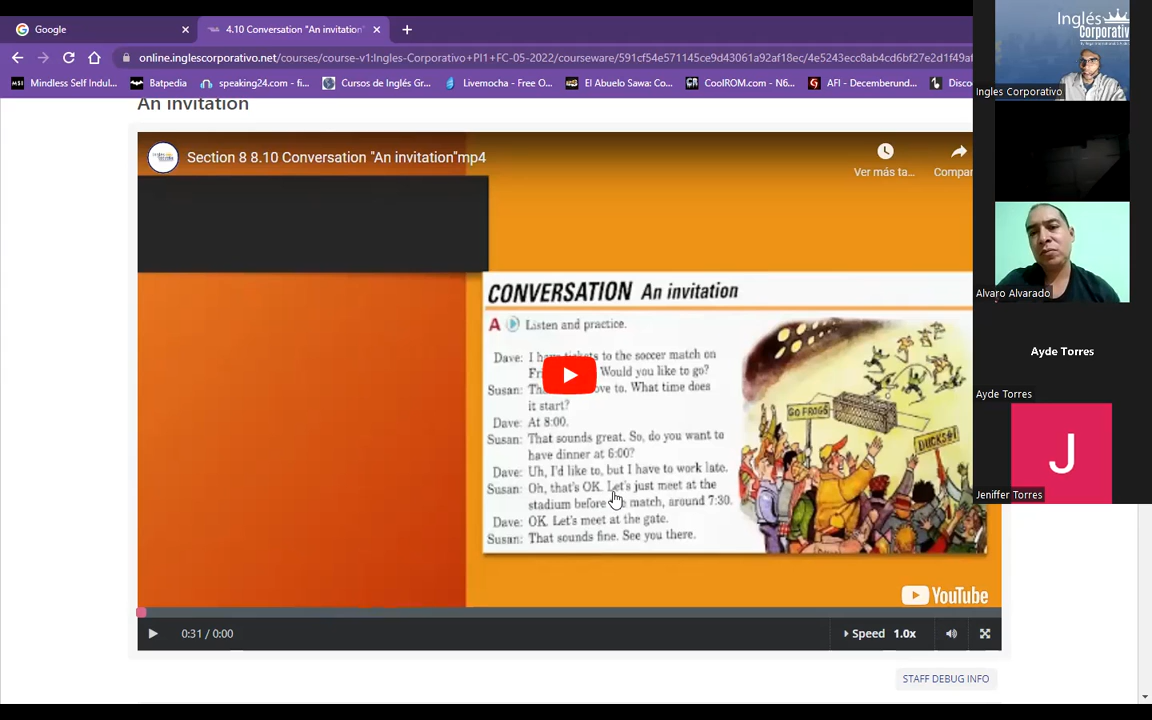 Google
4.10 Conversation "An invitation"
online.inglescorporativo.net/courses/course-v1:Ingles-Corporativo+PI1+FC-05-2022/courseware/591cf54e571145ce9d43061a92af18ec/4e5243ecc8ab4cd6bf27e2d1f49af
Mindless Self Indul...
Batpedia
speaking24.com - fi...
Cursos de Inglés Gr...
Livemocha - Free O...
El Abuelo Sawa: Co...
CoolROM.com - N6...
AFI - Decemberund...
Disco
An invitation
Section 8 8.10 Conversation "An invitation"mp4
Ver más ta...
Compar
CONVERSATION An invitation
A Listen and practice.
Dave: I tickets to the soccer match on
Would you like to go?
Susan: to. What time does
it start?
Dave: At 8:00.
Susan: That sounds great. So, do you want to
have dinner at 6:00?
Dave: Uh, I'd like to, but I have to work late.
Susan: Oh, that's OK. Let's just meet at the
stadium before match, around 7:30.
Dave: OK. Let's meet at the gate.
Susan: That sounds fine. See you there.
GO FROGS
DUCKS
YouTube
0:31 / 0:00
Speed 1.0x
STAFF DEBUG INFO
Inglés
Corporativo
Ingles Corporativo
Alvaro Alvarado
Ayde Torres
Ayde Torres
J
Jeniffer Torres